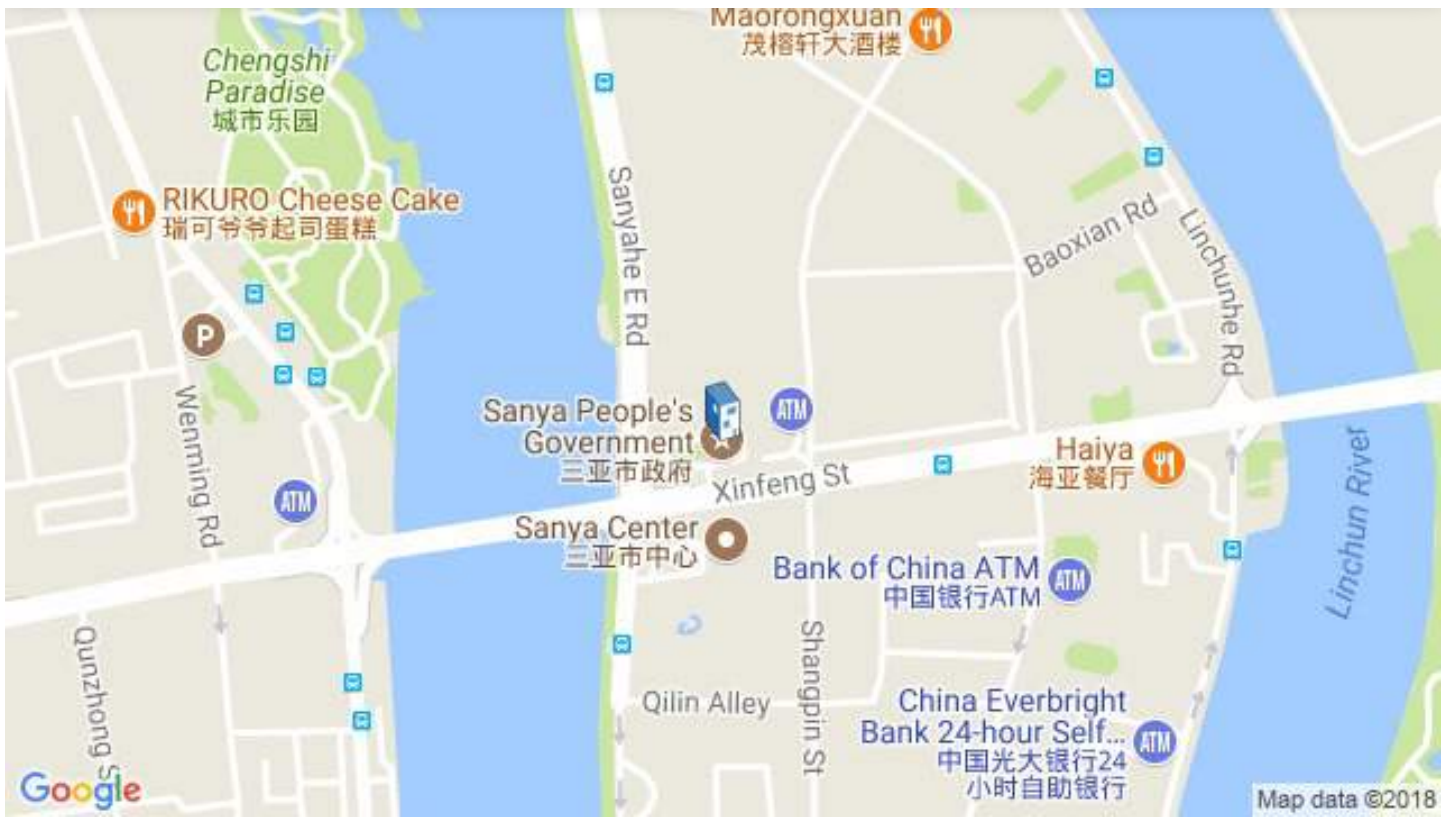 Maorongxuan
茂榕轩大酒楼
Chengshi
Paradise
城市乐园
RIKURO Cheese Cake
瑞可爷爷起司蛋糕
Sanyahe E Rd
Baoxian Rd
Linchunhe Rd
P
Wenming Rd
Sanya People's
Government
三亚市政府
ATM
Xinfeng St
Haiya
海亚餐厅
ATM
Sanya Center
三亚市中心
Bank of China ATM
中国银行ATM
ATM
Linchun River
Qunzhong S
Shangpin St
Qilin Alley
China Everbright
Bank 24-hour Self...
中国光大银行24
小时自助银行
ATM
Google
Map data ©2018